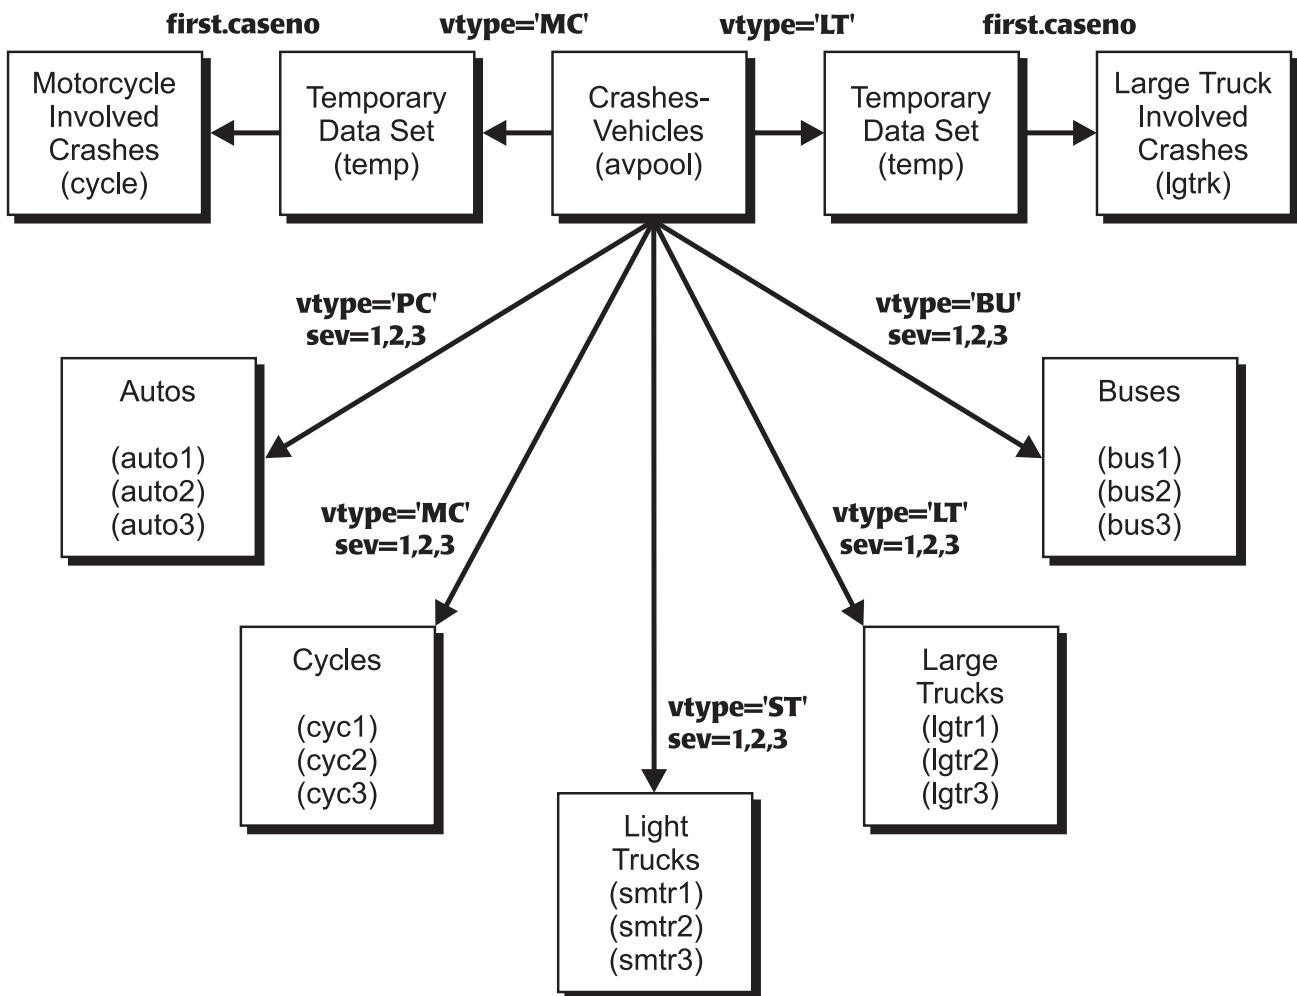 first.caseno
vtype='MC'
vtype='LT'
first.caseno
Motorcycle
Involved
Crashes
(cycle)
Temporary
Data Set
(temp)
Crashes-
Vehicles
(avpool)
Temporary
Data Set
(temp)
Large Truck
Involved
Crashes
(lgtrk)
vtype='PC'
sev=1,2,3
vtype='BU'
sev=1,2,3
Autos
(auto1)
(auto2)
(auto3)
Buses
(bus1)
(bus2)
(bus3)
vtype='MC'
sev=1,2,3
vtype='LT'
sev=1,2,3
Cycles
(cyc1)
(cyc2)
(cyc3)
Large
Trucks
(lgtr1)
(lgtr2)
(lgtr3)
vtype='ST'
sev=1,2,3
Light
Trucks
(smtr1)
(smtr2)
(smtr3)